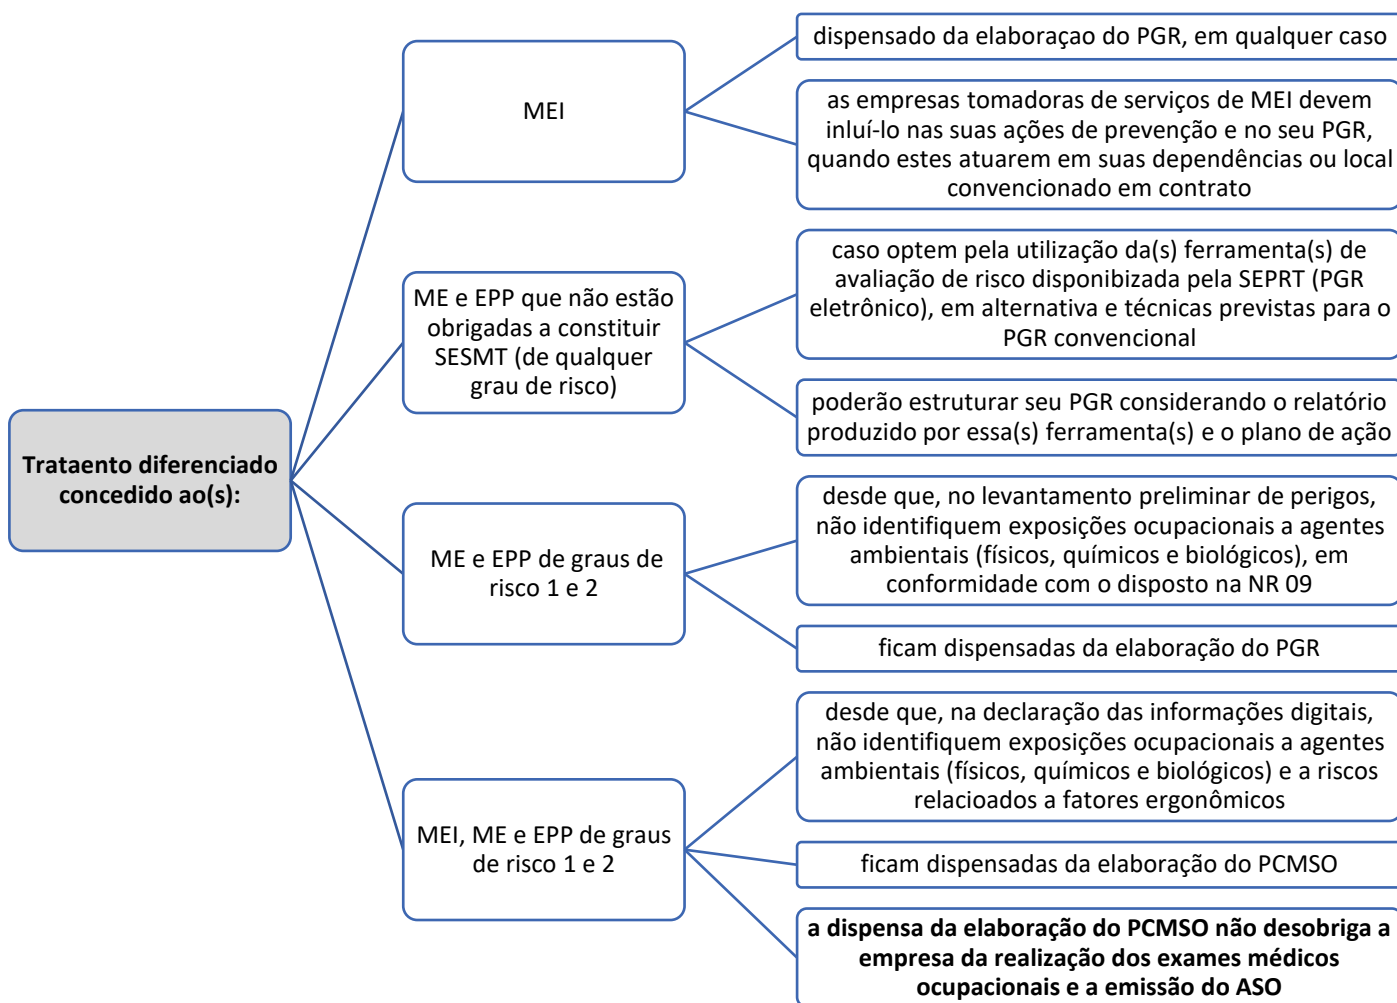 dispensado da elaboraçao do PGR, em qualquer caso
MEI
as empresas tomadoras de serviços de MEI devem
inluí-lo nas suas ações de prevenção e no seu PGR,
quando estes atuarem em suas dependências ou local
convencionado em contrato
ME e EPP que não estão
obrigadas a constituir
SESMT (de qualquer
grau de risco)
caso optem pela utilização da(s) ferramenta(s) de
avaliação de risco disponibizada pela SEPRT (PGR
eletrônico), em alternativa e técnicas previstas para o
PGR convencional
poderão estruturar seu PGR considerando o relatório
produzido por essa(s) ferramenta(s) e o plano de ação
Trataento diferenciado
concedido ao(s):
ME e EPP de graus de
risco 1 e 2
desde que, no levantamento preliminar de perigos,
não identifiquem exposições ocupacionais a agentes
ambientais (físicos, químicos e biológicos), em
conformidade com o disposto na NR 09
ficam dispensadas da elaboração do PGR
MEI, ME e EPP de graus
de risco 1 e 2
desde que, na declaração das informações digitais,
não identifiquem exposições ocupacionais a agentes
ambientais (físicos, químicos e biológicos) e a riscos
relacioados a fatores ergonômicos
ficam dispensadas da elaboração do PCMSO
a dispensa da elaboração do PCMSO não desobriga a
empresa da realização dos exames médicos
ocupacionais e a emissão do ASO